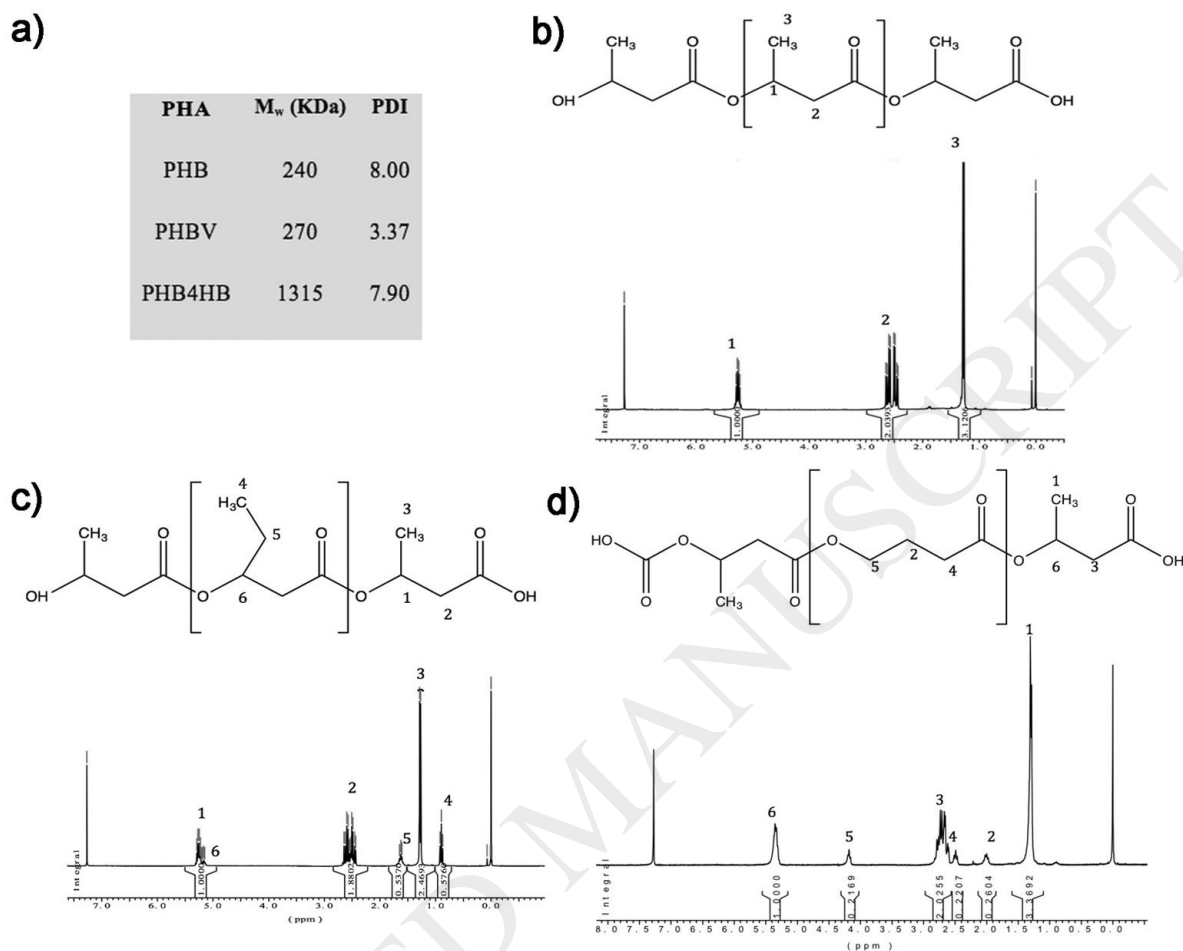 a)
PHA Mw (KDa) PDI
PHB 240 8.00
PHBV 270 3.37
PHB4HB 1315 7.90
b)
3
CH3 O CH3 O CH3 O
OH O 1 2 O OH
3
2
1
Integral 1.0000 2.0393 3.1206
7.0 6.0 5.0 4.0 3.0 2.0 1.0 0.0
c)
4
H3C 5 3
CH3 O O CH3 O
OH O 6 O 1 2 OH
3
1 6 2 5 4
Integral 1.0000 1.8802 0.5376 2.4693 0.5760
7.0 6.0 5.0 4.0 3.0 2.0 1.0 0.0
(ppm)
d)
1
O CH3 O
HO O O 2 O 6 3 OH
O CH3 O 5 4
1
6 5 3 4 2
Integral 1.0000 0.2169 2.0255 0.2207 0.2604 3.3692
8.0 7.5 7.0 6.5 6.0 5.5 5.0 4.5 4.0 3.5 3.0 2.5 2.0 1.5 1.0 0.5 0.0
(ppm)
D MANUSCRIPT